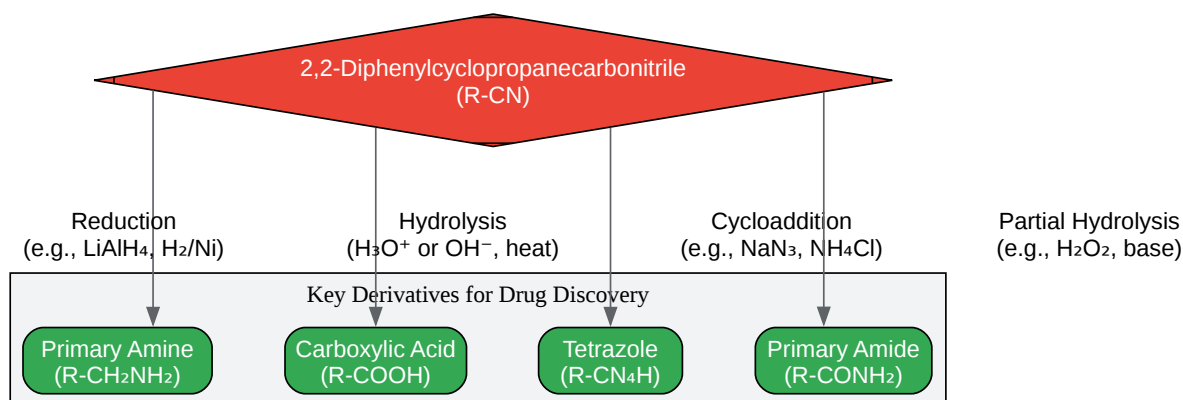 2,2-Diphenylcyclopropanecarbonitrile
(R-CN)
Reduction
(e.g., LiAlH₄, H₂/Ni)
Hydrolysis
(H₃O⁺ or OH⁻, heat)
Cycloaddition
(e.g., NaN₃, NH₄Cl)
Partial Hydrolysis
(e.g., H₂O₂, base)
Key Derivatives for Drug Discovery
Primary Amine
(R-CH₂NH₂)
Carboxylic Acid
(R-COOH)
Tetrazole
(R-CN₄H)
Primary Amide
(R-CONH₂)